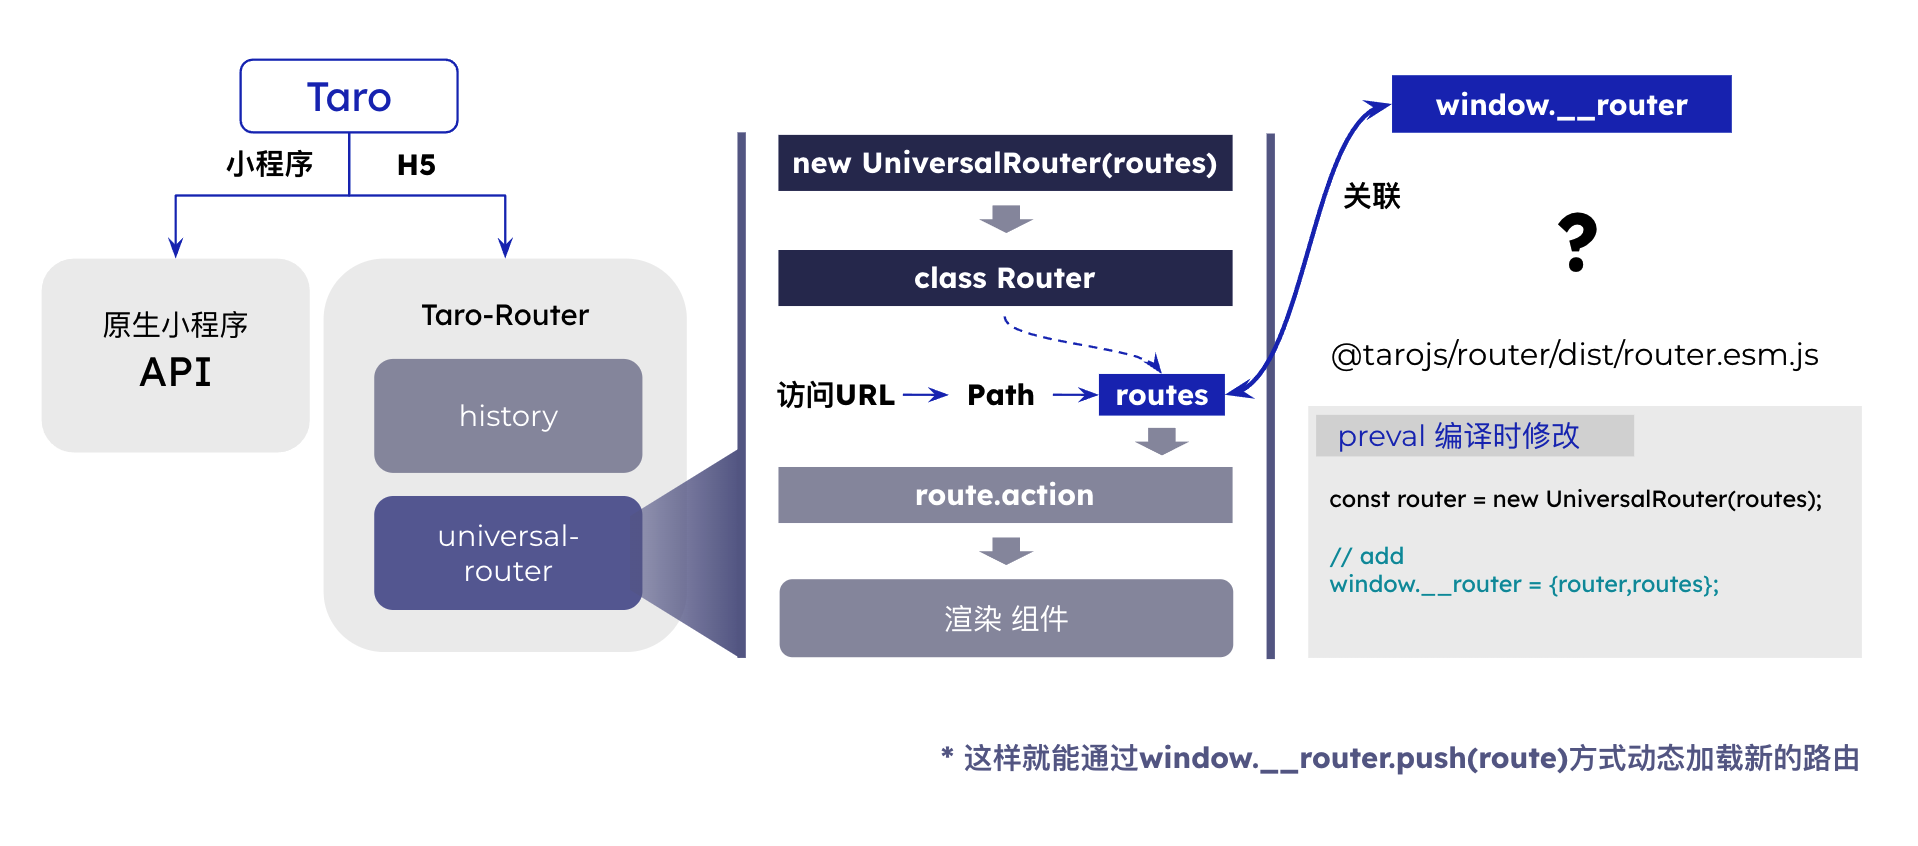 Taro
小程序
H5
原生小程序
API
Taro-Router
history
universal-
router
new UniversalRouter(routes)
class Router
访问URL
Path
routes
route.action
渲染 组件
window.__router
关联
?
@tarojs/router/dist/router.esm.js
preval 编译时修改
const router = new UniversalRouter(routes);
// add
window.__router = {router,routes};
* 这样就能通过window.__router.push(route)方式动态加载新的路由